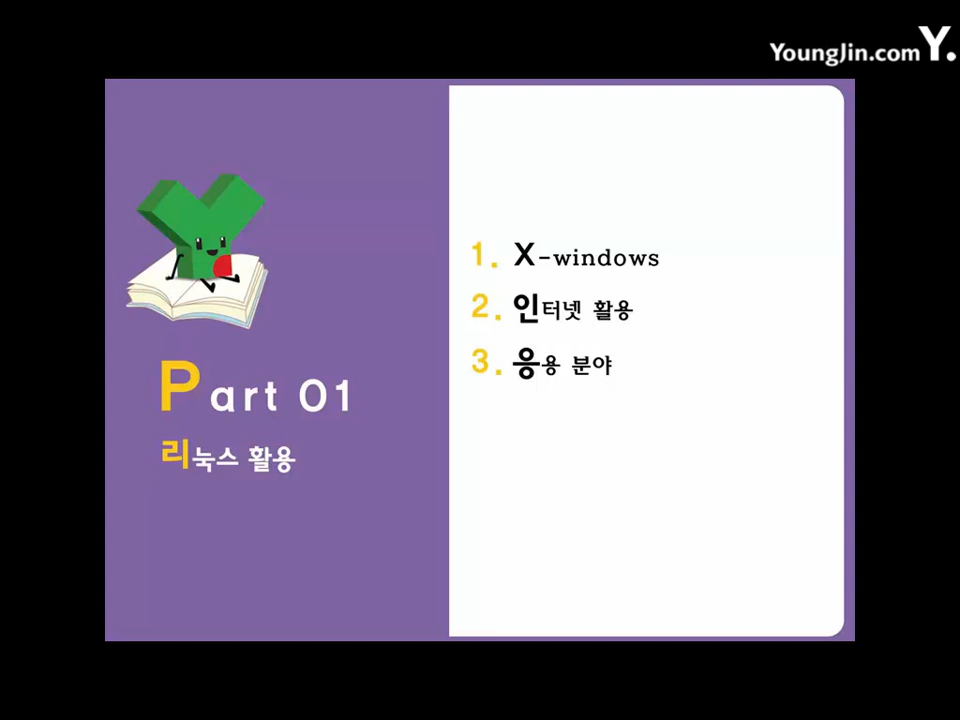 YoungJin.com Y.
Part 01
리눅스 활용
1. X-windows
2. 인터넷 활용
3. 응용 분야